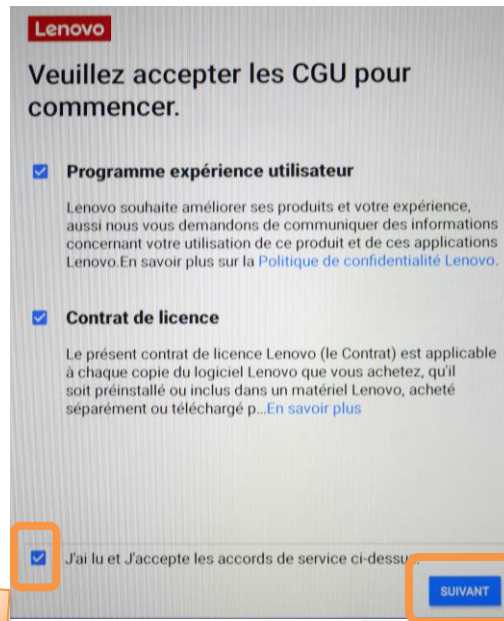 Lenovo
Veuillez accepter les CGU pour
commencer.
Programme expérience utilisateur
Lenovo souhaite améliorer ses produits et votre expérience,
aussi nous vous demandons de communiquer des informations
concernant votre utilisation de ce produit et de ces applications
Lenovo.En savoir plus sur la Politique de confidentialité Lenovo.
Contrat de licence
Le présent contrat de licence Lenovo (le Contrat) est applicable
à chaque copie du logiciel Lenovo que vous achetez, qu'il
soit préinstallé ou inclus dans un matériel Lenovo, acheté
séparément ou téléchargé p...En savoir plus
J'ai lu et J'accepte les accords de service ci-dessus.
SUIVANT